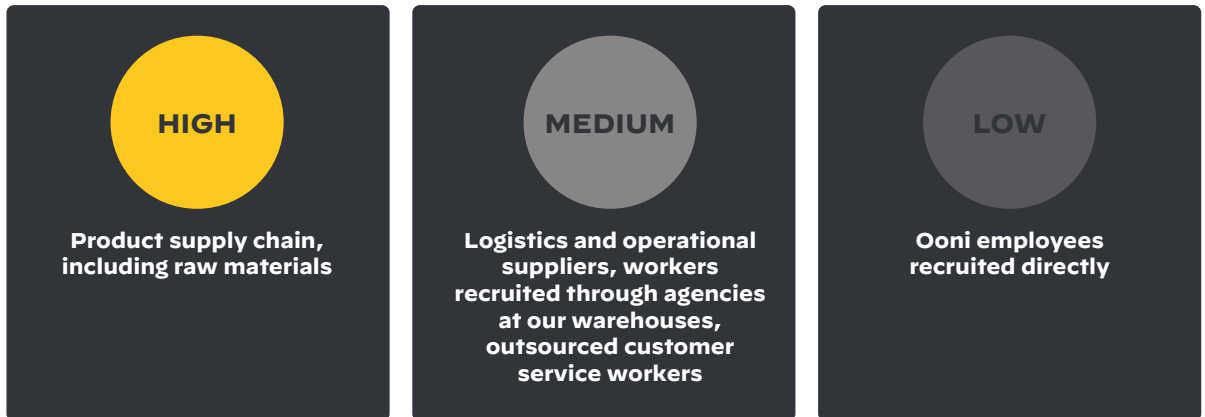 HIGH
Product supply chain,
including raw materials
MEDIUM
Logistics and operational
suppliers, workers
recruited through agencies
at our warehouses,
outsourced customer
service workers
LOW
Ooni employees
recruited directly